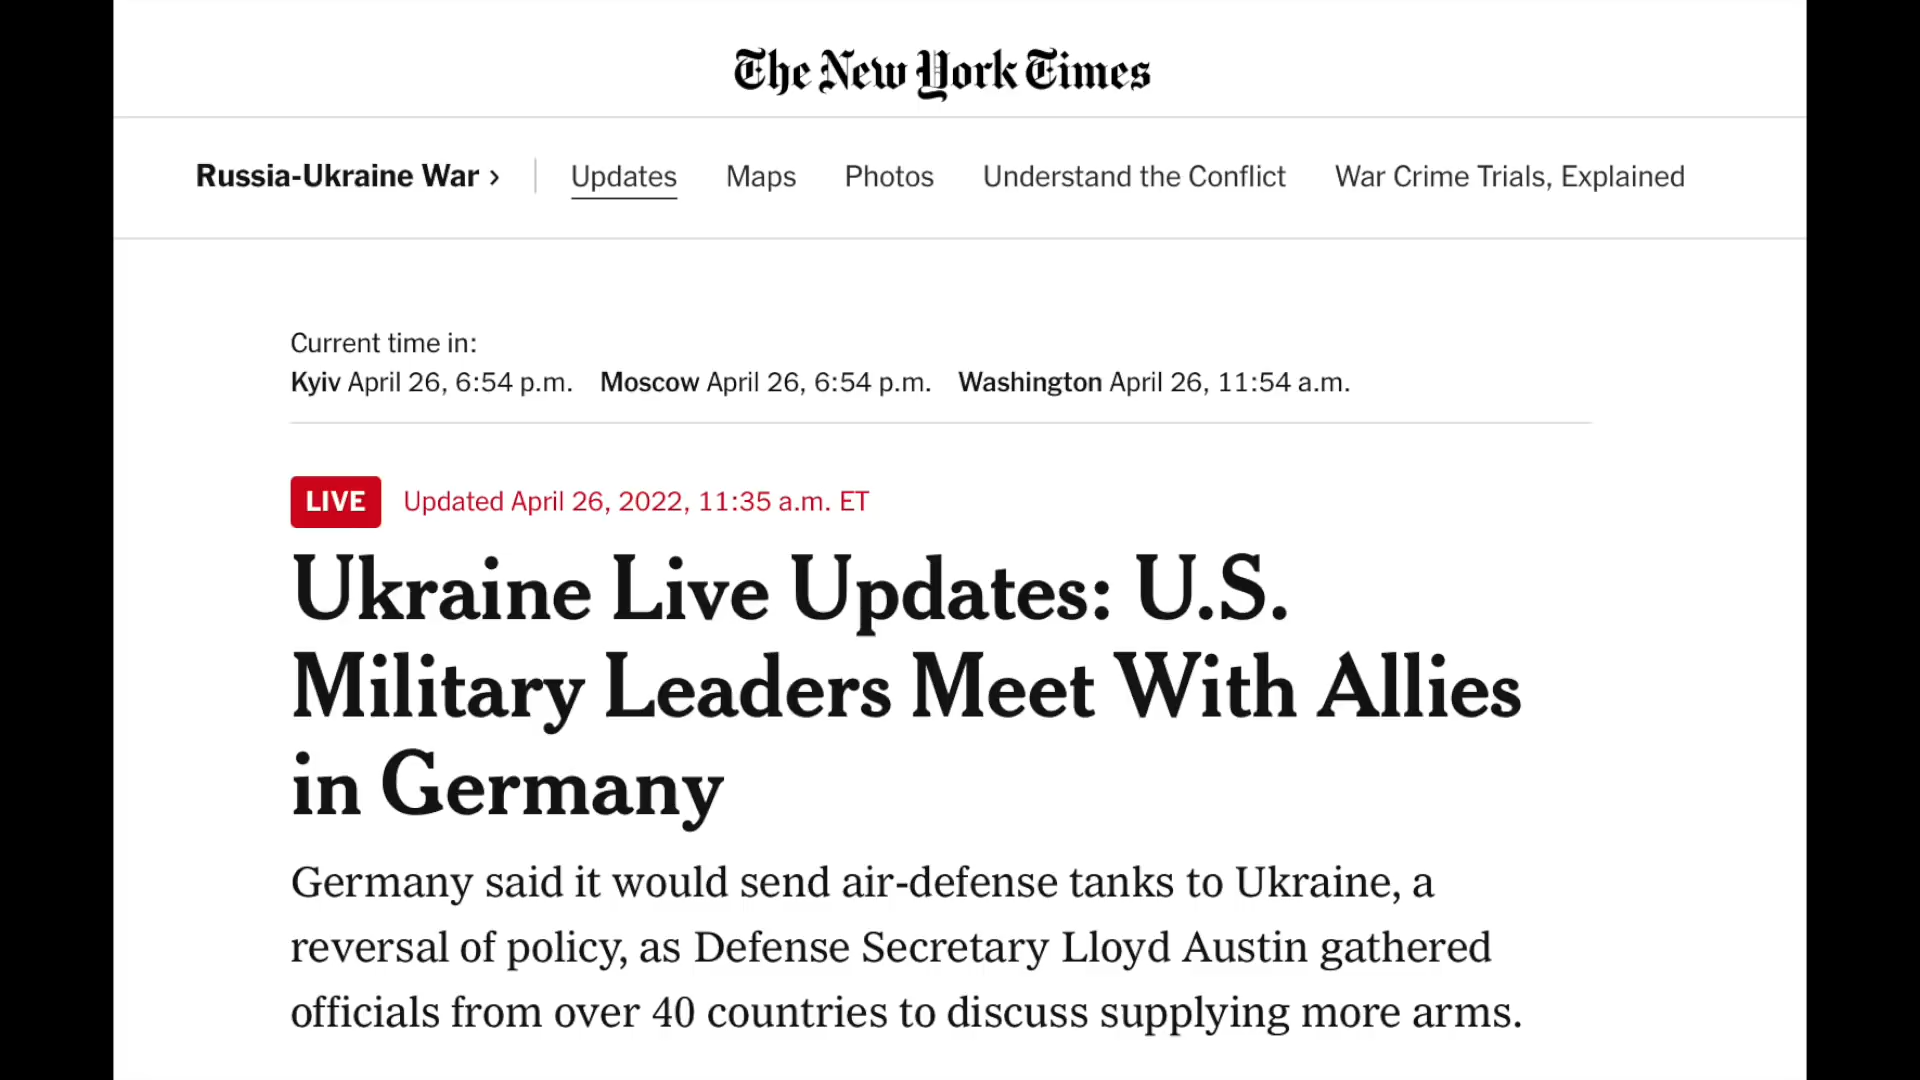 The New York Times
Russia-Ukraine War › Updates Maps Photos Understand the Conflict War Crime Trials, Explained
Current time in:
Kyiv April 26, 6:54 p.m. Moscow April 26, 6:54 p.m. Washington April 26, 11:54 a.m.
LIVE Updated April 26, 2022, 11:35 a.m. ET
Ukraine Live Updates: U.S.
Military Leaders Meet With Allies
in Germany
Germany said it would send air-defense tanks to Ukraine, a
reversal of policy, as Defense Secretary Lloyd Austin gathered
officials from over 40 countries to discuss supplying more arms.